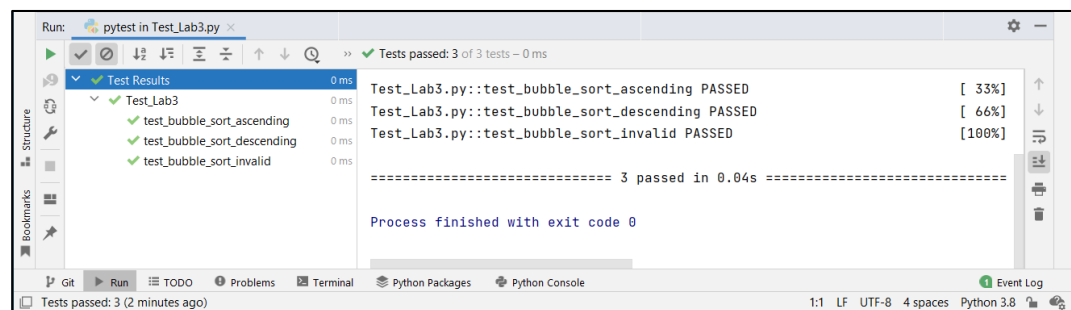 Run: pytest in Test_Lab3.py ×
» Tests passed: 3 of 3 tests – 0 ms
Test Results 0 ms
Test_Lab3 0 ms
test_bubble_sort_ascending 0 ms
test_bubble_sort_descending 0 ms
test_bubble_sort_invalid 0 ms
Test_Lab3.py::test_bubble_sort_ascending PASSED [ 33%]
Test_Lab3.py::test_bubble_sort_descending PASSED [ 66%]
Test_Lab3.py::test_bubble_sort_invalid PASSED [100%]
============================== 3 passed in 0.04s ==============================
Process finished with exit code 0
Structure
Bookmarks
Git Run TODO Problems Terminal Python Packages Python Console 1 Event Log
Tests passed: 3 (2 minutes ago) 1:1 LF UTF-8 4 spaces Python 3.8